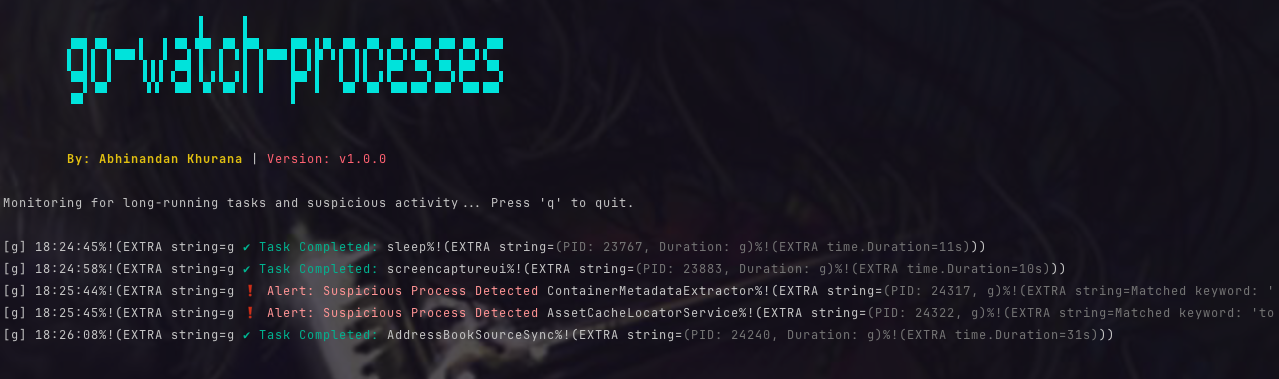 go-watch-processes
By: Abhinandan Khurana | Version: v1.0.0
Monitoring for long-running tasks and suspicious activity... Press 'q' to quit.
[g] 18:24:45%!(EXTRA string=g ✔ Task Completed: sleep%!(EXTRA string=(PID: 23767, Duration: g)%!(EXTRA time.Duration=11s)))
[g] 18:24:58%!(EXTRA string=g ✔ Task Completed: screencaptureui%!(EXTRA string=(PID: 23883, Duration: g)%!(EXTRA time.Duration=10s)))
[g] 18:25:44%!(EXTRA string=g ❗ Alert: Suspicious Process Detected ContainerMetadataExtractor%!(EXTRA string=(PID: 24317, g)%!(EXTRA string=Matched keyword: '
[g] 18:25:45%!(EXTRA string=g ❗ Alert: Suspicious Process Detected AssetCacheLocatorService%!(EXTRA string=(PID: 24322, g)%!(EXTRA string=Matched keyword: 'to
[g] 18:26:08%!(EXTRA string=g ✔ Task Completed: AddressBookSourceSync%!(EXTRA string=(PID: 24240, Duration: g)%!(EXTRA time.Duration=31s)))